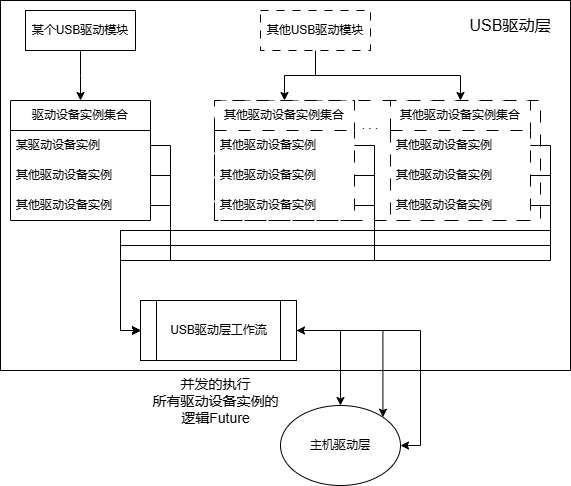 USB驱动层
某个USB驱动模块
其他USB驱动模块
驱动设备实例集合
某驱动设备实例
其他驱动设备实例
其他驱动设备实例
其他驱动设备实例集合
其他驱动设备实例
其他驱动设备实例
其他驱动设备实例
...
其他驱动设备实例集合
其他驱动设备实例
其他驱动设备实例
其他驱动设备实例
USB驱动层工作流
并发的执行
所有驱动设备实例的
逻辑Future
主机驱动层